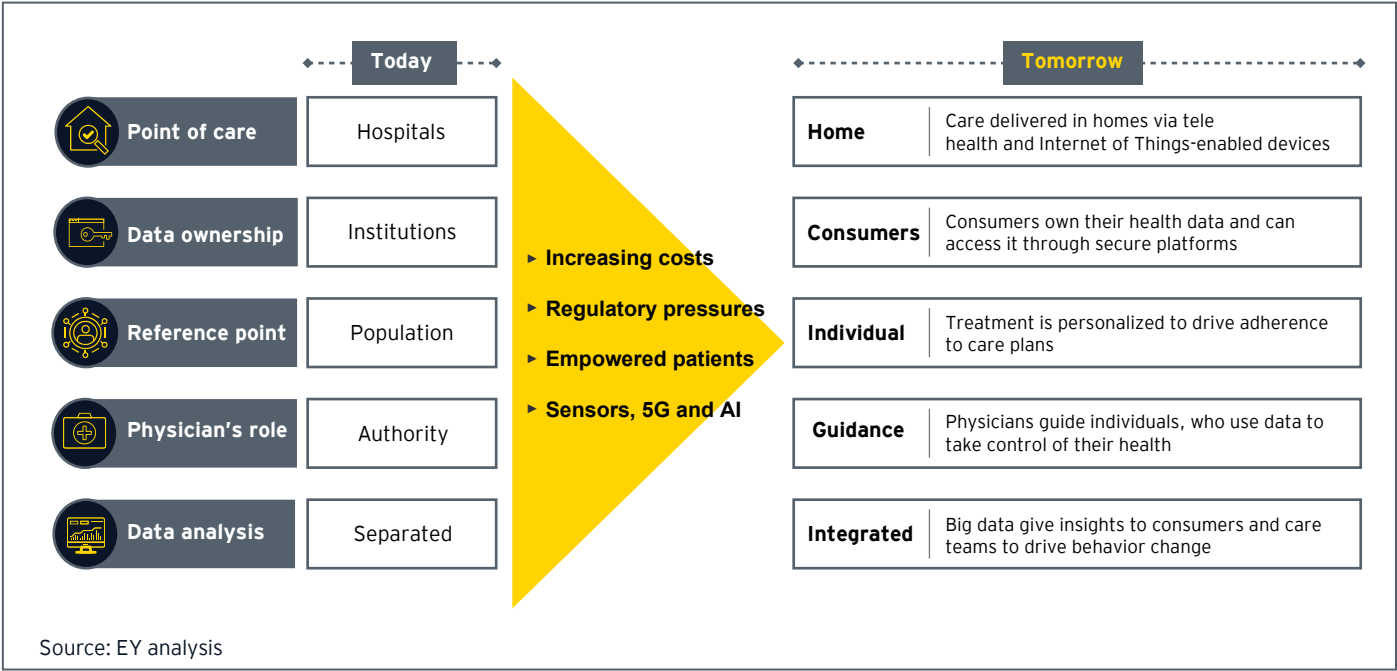 Today
Tomorrow
Point of care
Hospitals
Home
Care delivered in homes via tele
health and Internet of Things-enabled devices
Data ownership
Institutions
Consumers
Consumers own their health data and can
access it through secure platforms
Reference point
Population
Individual
Treatment is personalized to drive adherence
to care plans
Physician's role
Authority
Guidance
Physicians guide individuals, who use data to
take control of their health
Data analysis
Separated
Integrated
Big data give insights to consumers and care
teams to drive behavior change
▸ Increasing costs
▸ Regulatory pressures
▸ Empowered patients
▸ Sensors, 5G and AI
Source: EY analysis